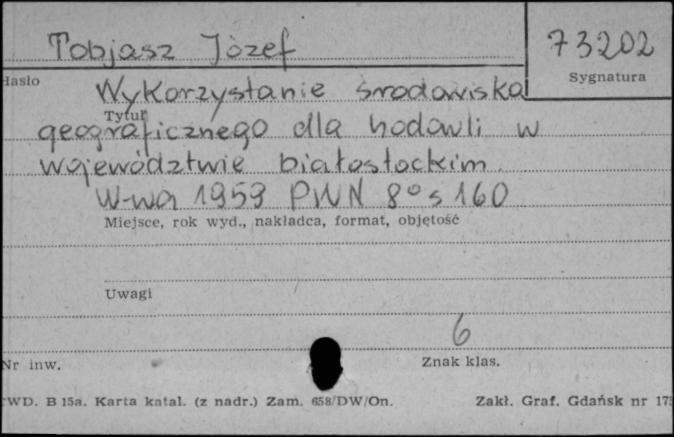 Tobjasz Józef 73202
Hasło Sygnatura
Wykorzystanie środowiska
Tytuł
geograficznego dla hodowli w
województwie białostockim.
W-wa 1959 PWN 8° s 160
Miejsce, rok wyd., nakładca, format, objętość
Uwagi
6
Nr inw. Znak klas.
WD. B 15a. Karta katal. (z nadr.) Zam. 658/DW/On. Zakł. Graf. Gdańsk nr 175